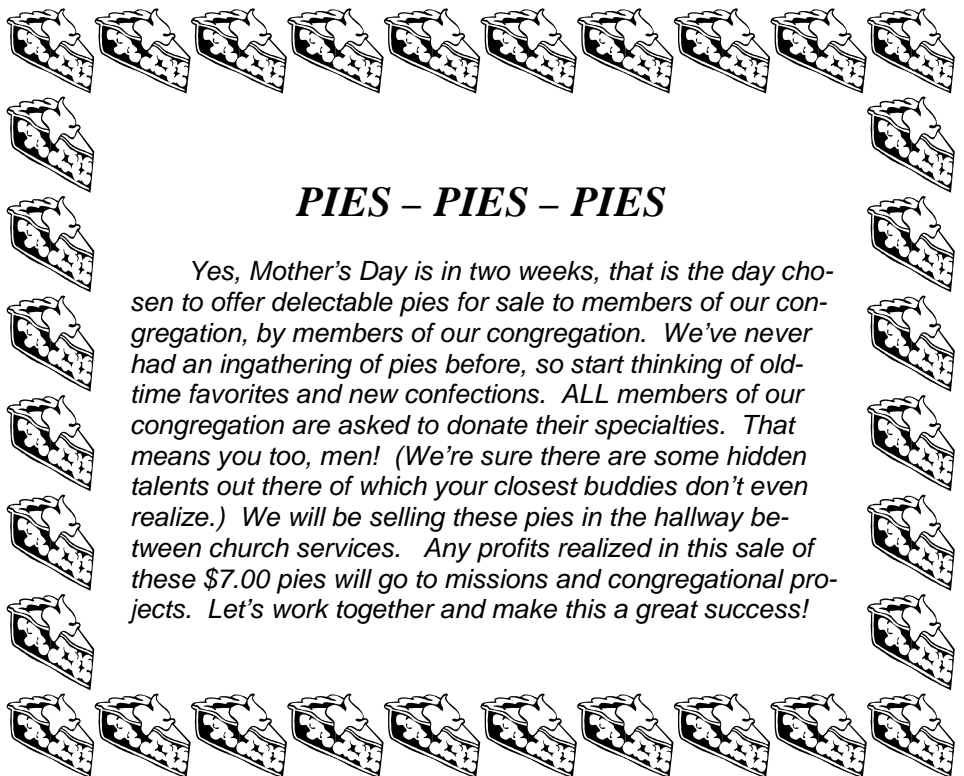 PIES – PIES – PIES
Yes, Mother's Day is in two weeks, that is the day cho-
sen to offer delectable pies for sale to members of our con-
gregation, by members of our congregation.  We've never
had an ingathering of pies before, so start thinking of old-
time favorites and new confections.  ALL members of our
congregation are asked to donate their specialties.  That
means you too, men!  (We're sure there are some hidden
talents out there of which your closest buddies don't even
realize.)  We will be selling these pies in the hallway be-
tween church services.   Any profits realized in this sale of
these $7.00 pies will go to missions and congregational pro-
jects.  Let's work together and make this a great success!